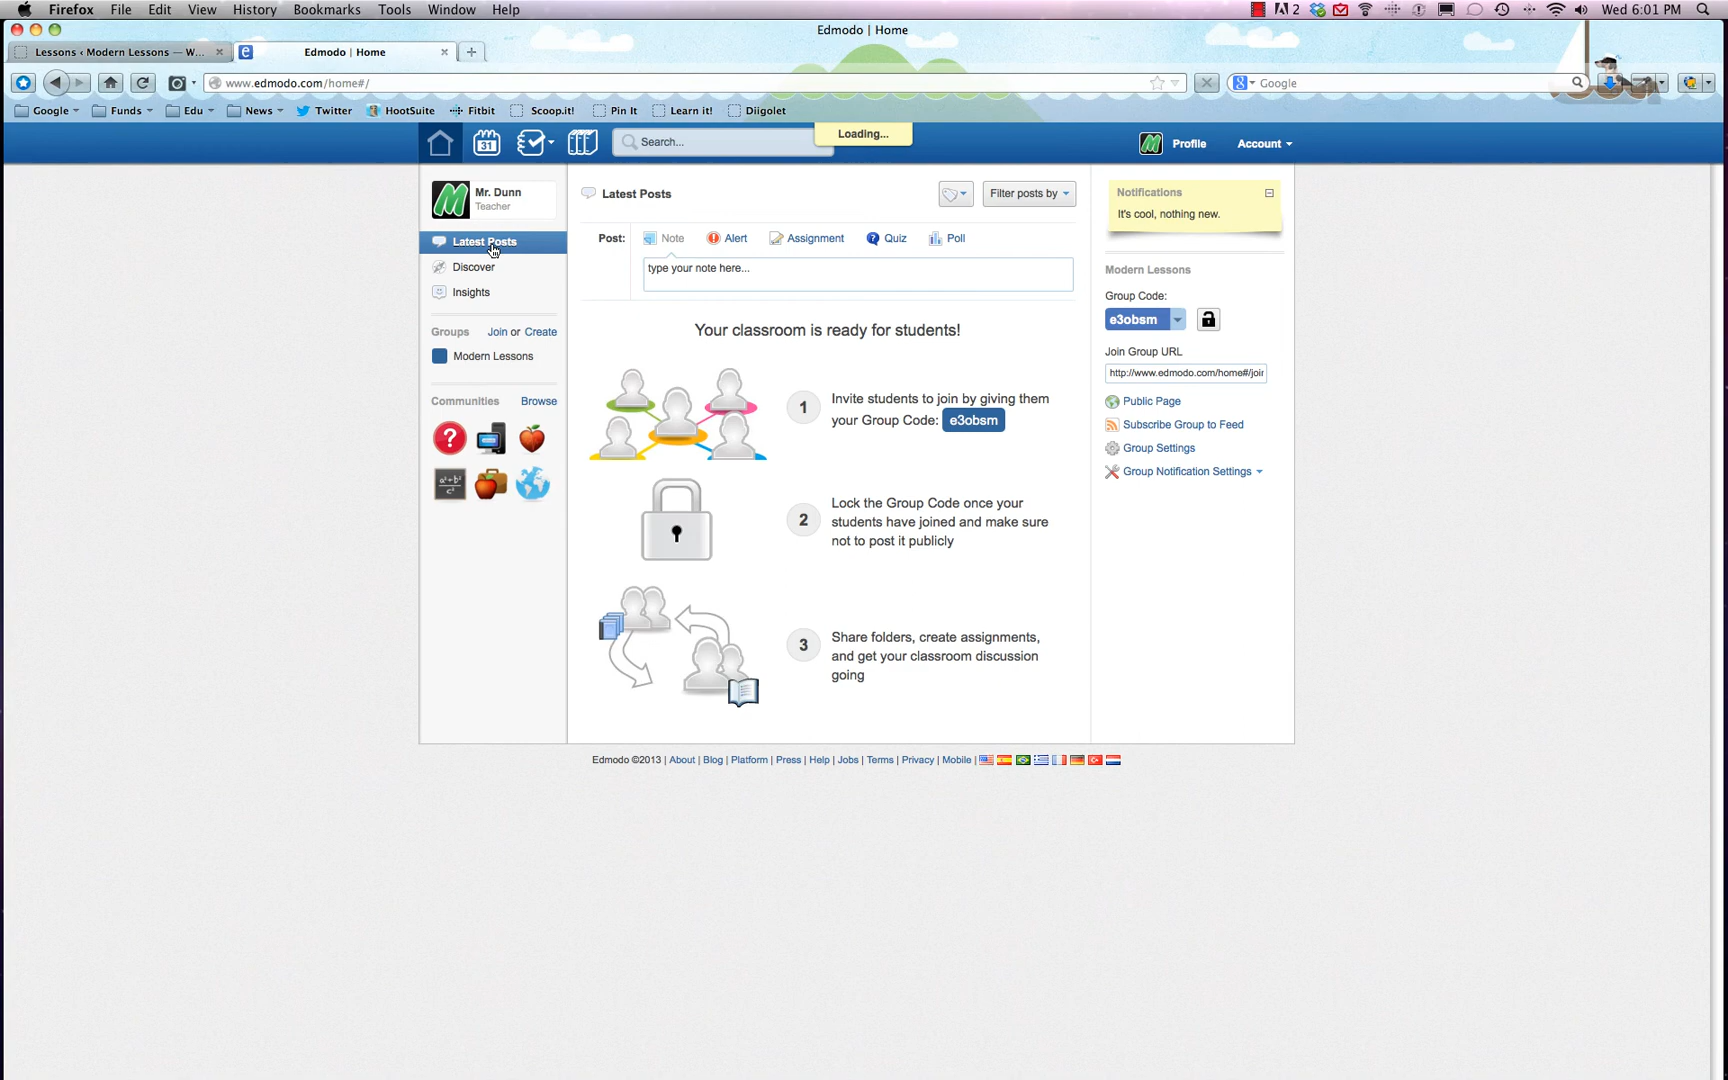 Firefox File Edit View History Bookmarks Tools Window Help
2 Wed 6:01 PM
Edmodo | Home
Lessons ‹ Modern Lessons — W... Edmodo | Home
www.edmodo.com/home#/ Google
Google Funds Edu News Twitter HootSuite Fitbit Scoop.it! Pin It Learn it! Diigolet
31 Search... Loading... Profile Account
Mr. Dunn
Teacher
Latest Posts
Discover
Insights
Groups Join or Create
Modern Lessons
Communities Browse
?
a²+b²
c²
Latest Posts Filter posts by
Post: Note Alert Assignment Quiz Poll
type your note here...
Your classroom is ready for students!
1 Invite students to join by giving them
your Group Code: e3obsm
2 Lock the Group Code once your
students have joined and make sure
not to post it publicly
3 Share folders, create assignments,
and get your classroom discussion
going
Notifications
It's cool, nothing new.
Modern Lessons
Group Code:
e3obsm
Join Group URL
http://www.edmodo.com/home#/join
Public Page
Subscribe Group to Feed
Group Settings
Group Notification Settings
Edmodo ©2013 | About | Blog | Platform | Press | Help | Jobs | Terms | Privacy | Mobile |